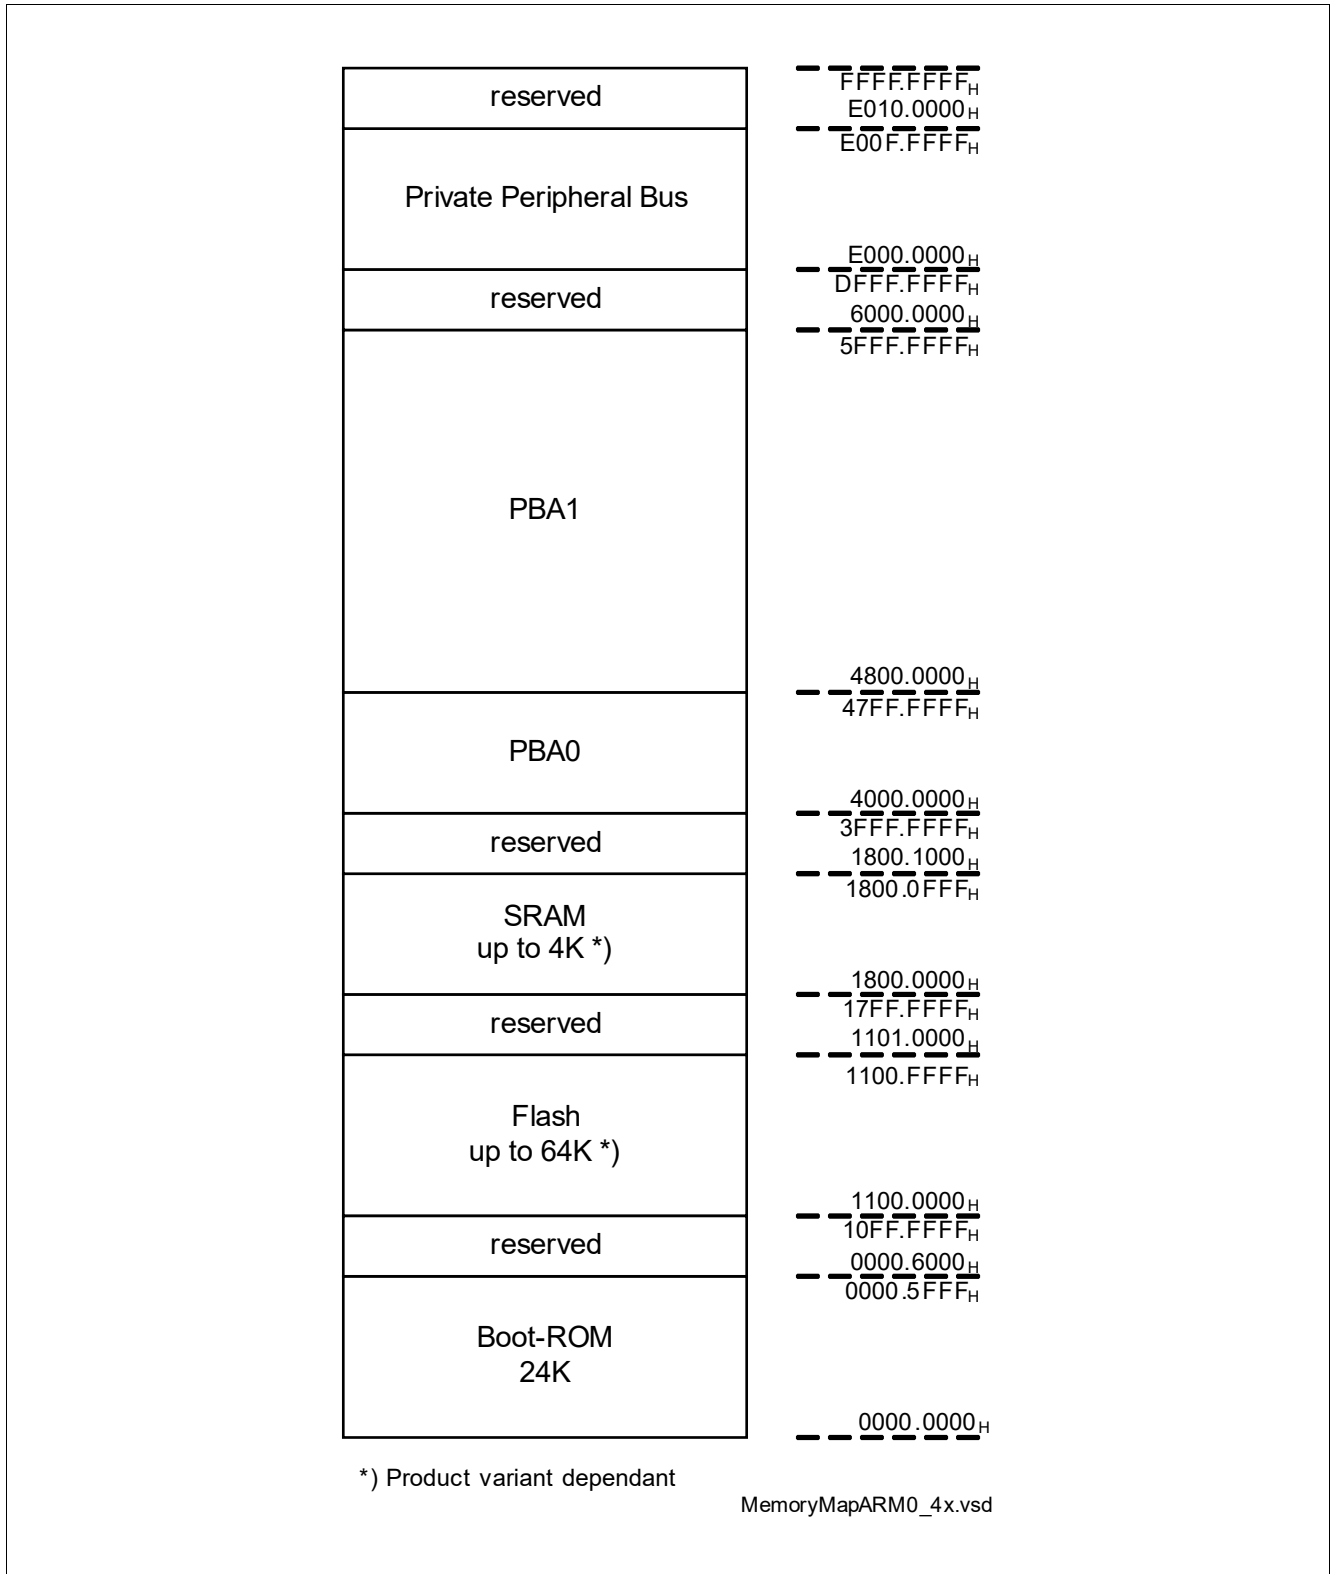 reserved
FFFF.FFFFH
E010.0000H
E00F.FFFFH
Private Peripheral Bus
E000.0000H
DFFF.FFFFH
reserved
6000.0000H
5FFF.FFFFH
PBA1
4800.0000H
47FF.FFFFH
PBA0
4000.0000H
3FFF.FFFFH
reserved
1800.1000H
1800.0FFFH
SRAM
up to 4K *)
1800.0000H
17FF.FFFFH
reserved
1101.0000H
1100.FFFFH
Flash
up to 64K *)
1100.0000H
10FF.FFFFH
reserved
0000.6000H
0000.5FFFH
Boot-ROM
24K
0000.0000H
*) Product variant dependant
MemoryMapARM0_4x.vsd